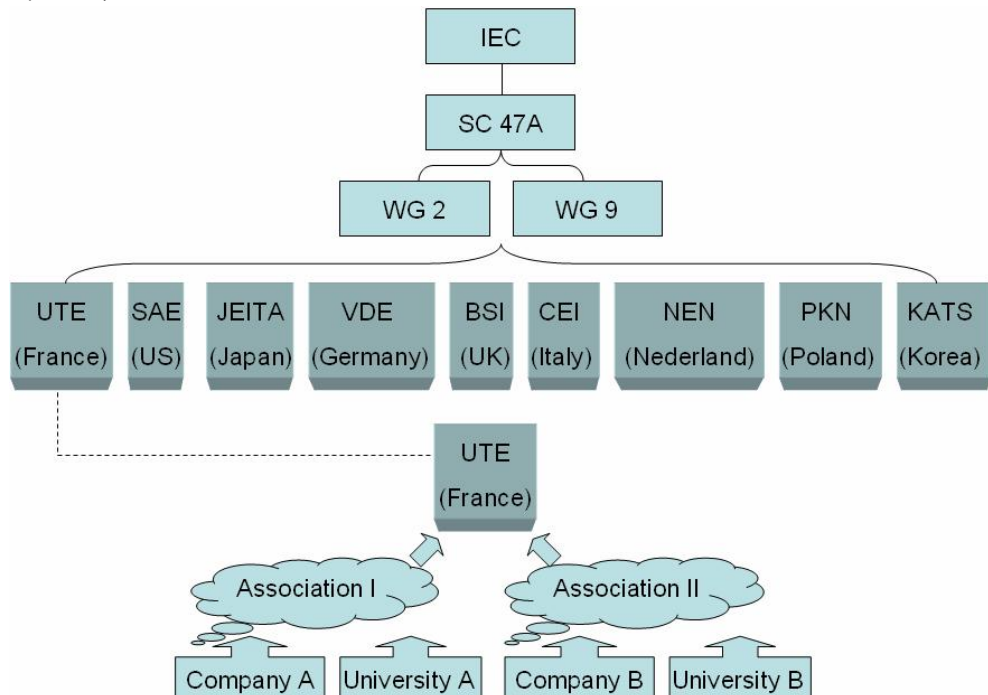 IEC
SC 47A
WG 2
WG 9
UTE
(France)
SAE
(US)
JEITA
(Japan)
VDE
(Germany)
BSI
(UK)
CEI
(Italy)
NEN
(Nederland)
PKN
(Poland)
KATS
(Korea)
UTE
(France)
Association I
Association II
Company A
University A
Company B
University B